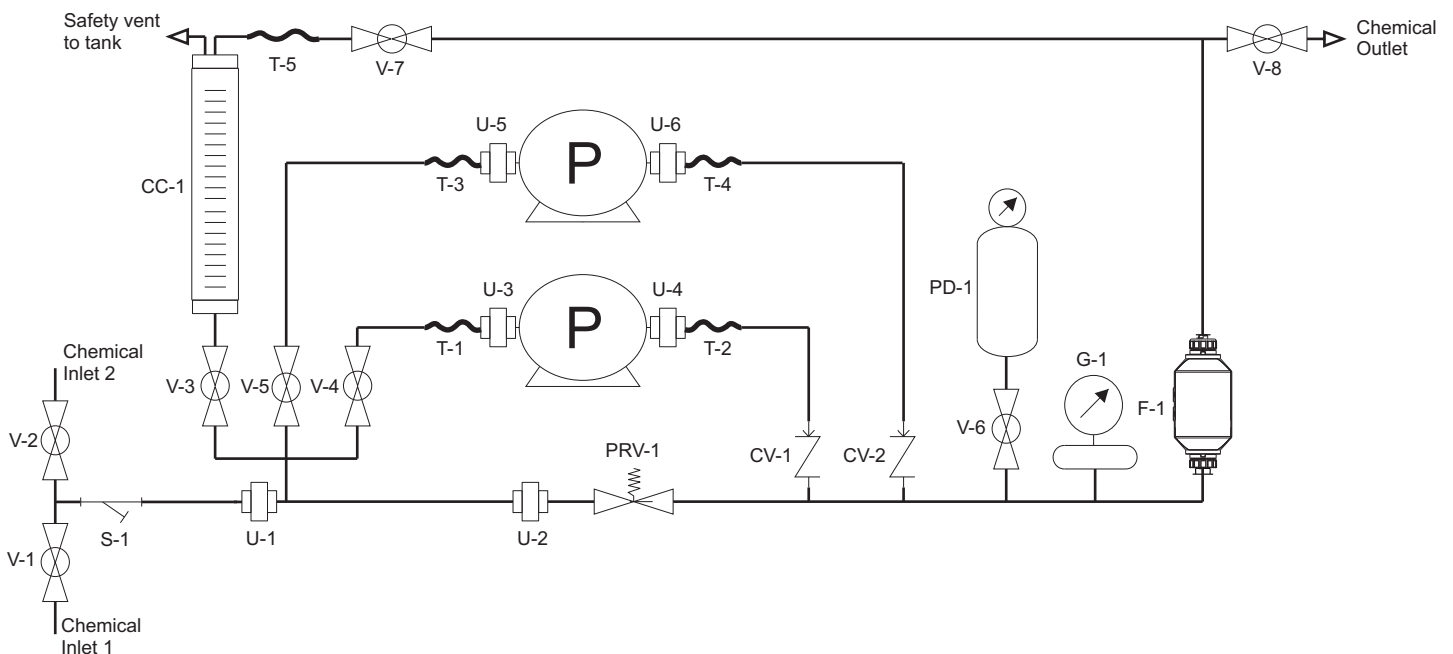 Safety vent
to tank
T-5
V-7
V-8
Chemical
Outlet
CC-1
U-5
P
U-6
T-3
T-4
U-3
P
U-4
T-1
T-2
PD-1
G-1
F-1
Chemical
Inlet 2
V-3
V-5
V-4
V-2
V-6
PRV-1
CV-1
CV-2
S-1
U-1
U-2
V-1
Chemical
Inlet 1